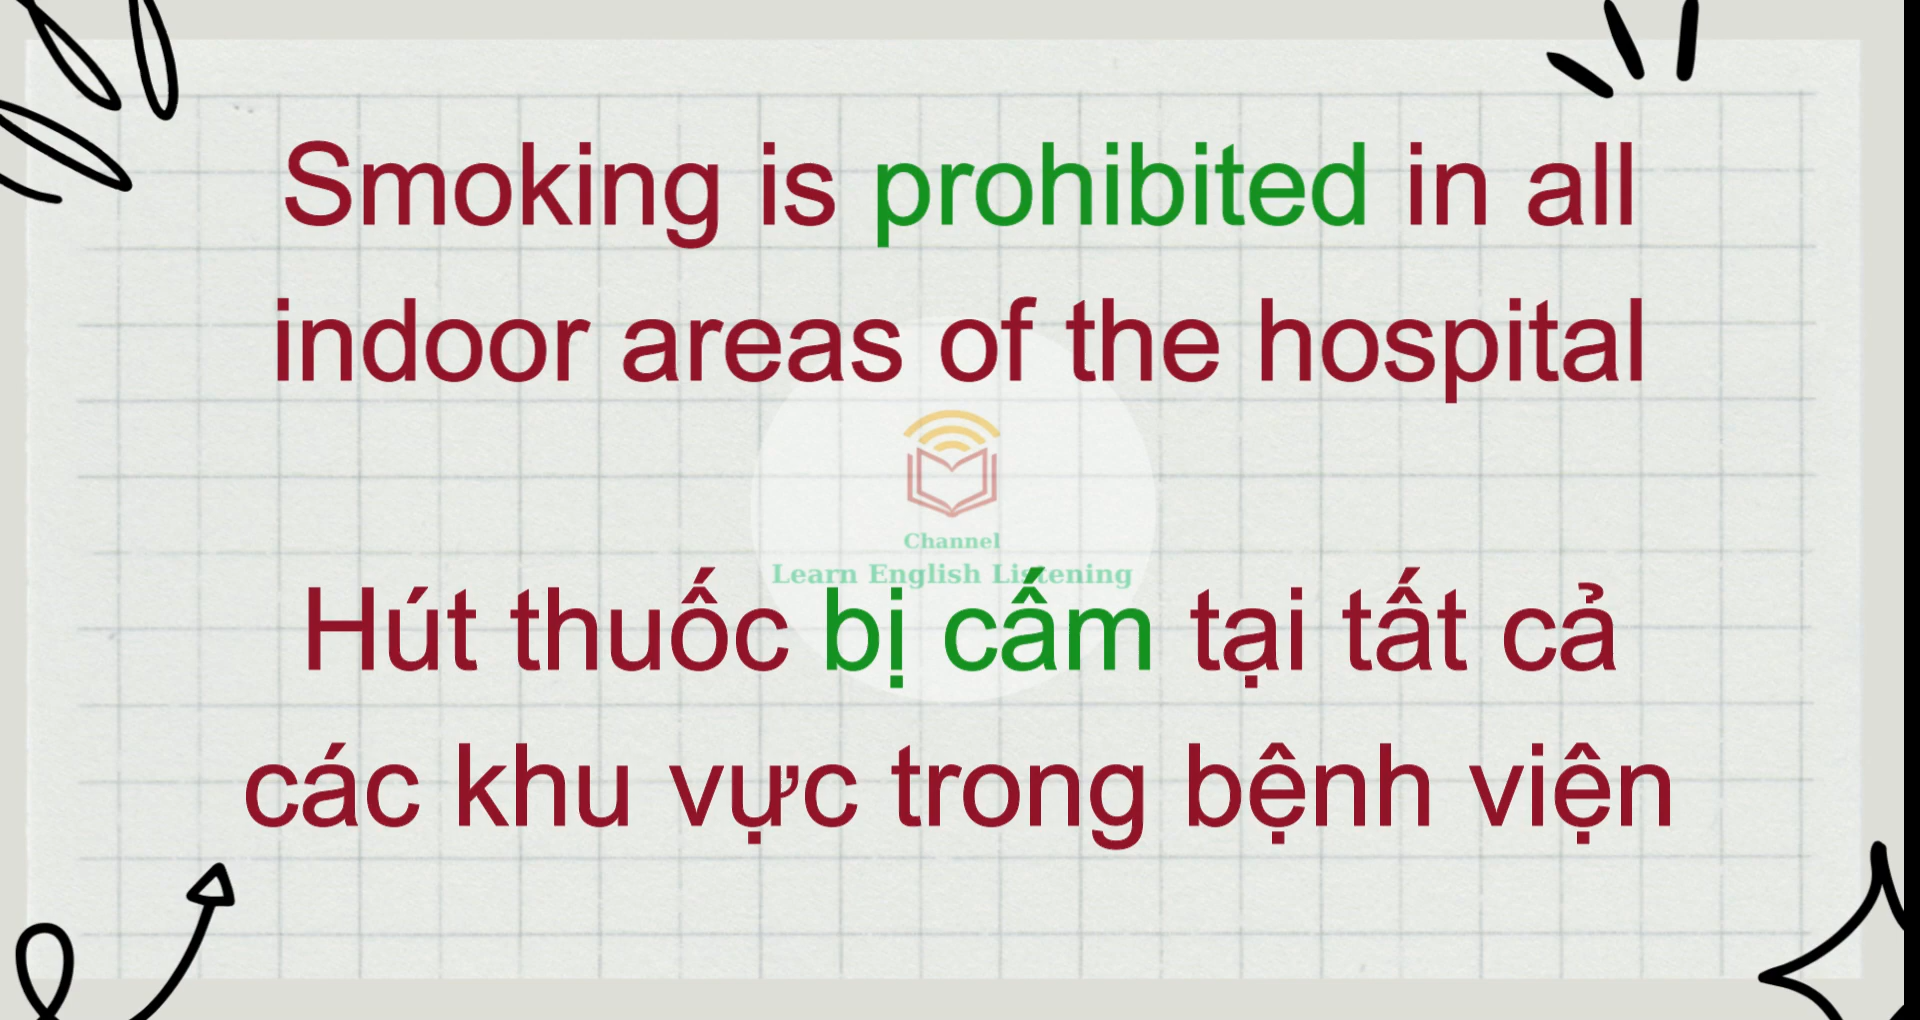 Smoking is prohibited in all
indoor areas of the hospital
Channel
Learn English Listening
Hút thuốc bị cấm tại tất cả
các khu vực trong bệnh viện